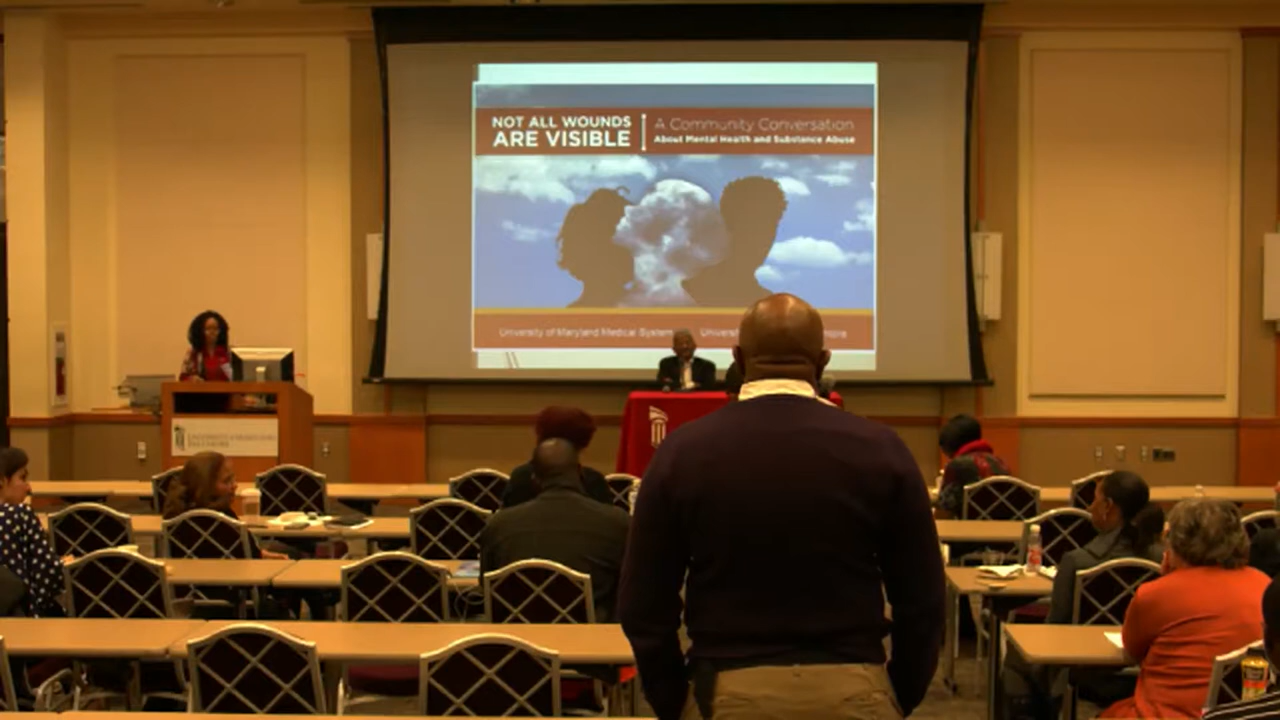 NOT ALL WOUNDS
ARE VISIBLE
A Community Conversation
About Mental Health and Substance Abuse
University of Maryland Medical System